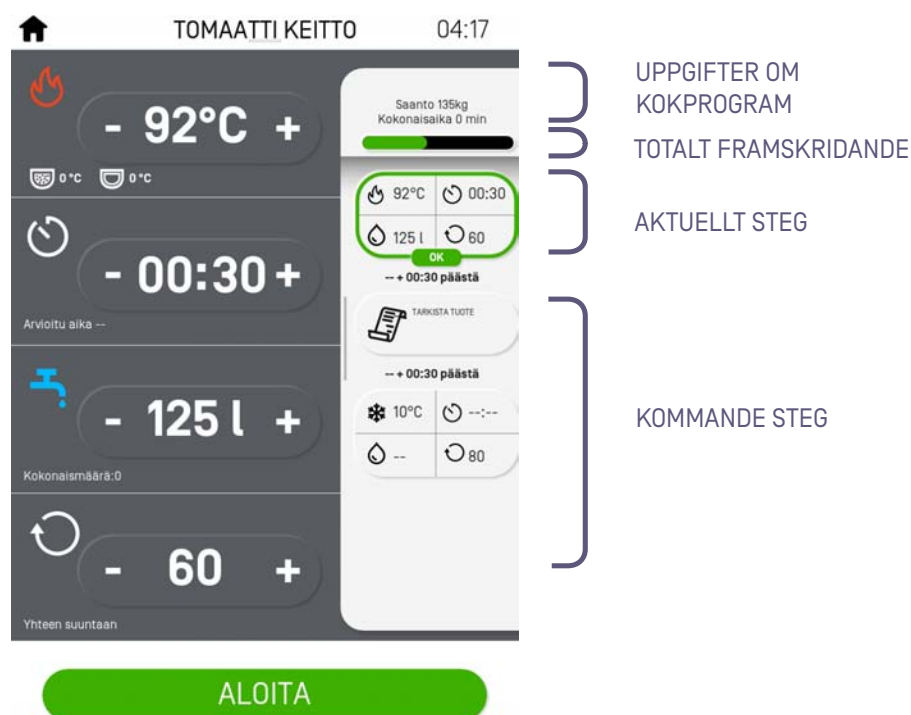 TOMAATTI KEITTO
04:17
- 92°C +
0 °C
0 °C
- 00:30 +
Arvioitu aika --
- 125 l +
Kokonaismäärä:0
- 60 +
Yhteen suuntaan
Saanto 135kg
Kokonaisaika 0 min
92°C
00:30
125 l
60
OK
-- + 00:30 päästä
TARKISTA TUOTE
-- + 00:30 päästä
10°C
--:--
--
80
ALOITA
UPPGIFTER OM
KOKPROGRAM
TOTALT FRAMSKRIDANDE
AKTUELLT STEG
KOMMANDE STEG